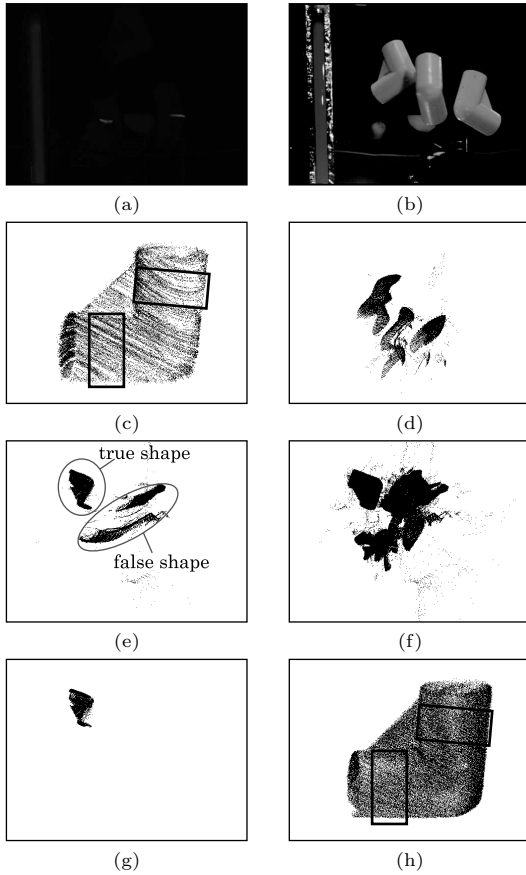 (a)
(b)
(c)
(d)
true shape
false shape
(e)
(f)
(g)
(h)